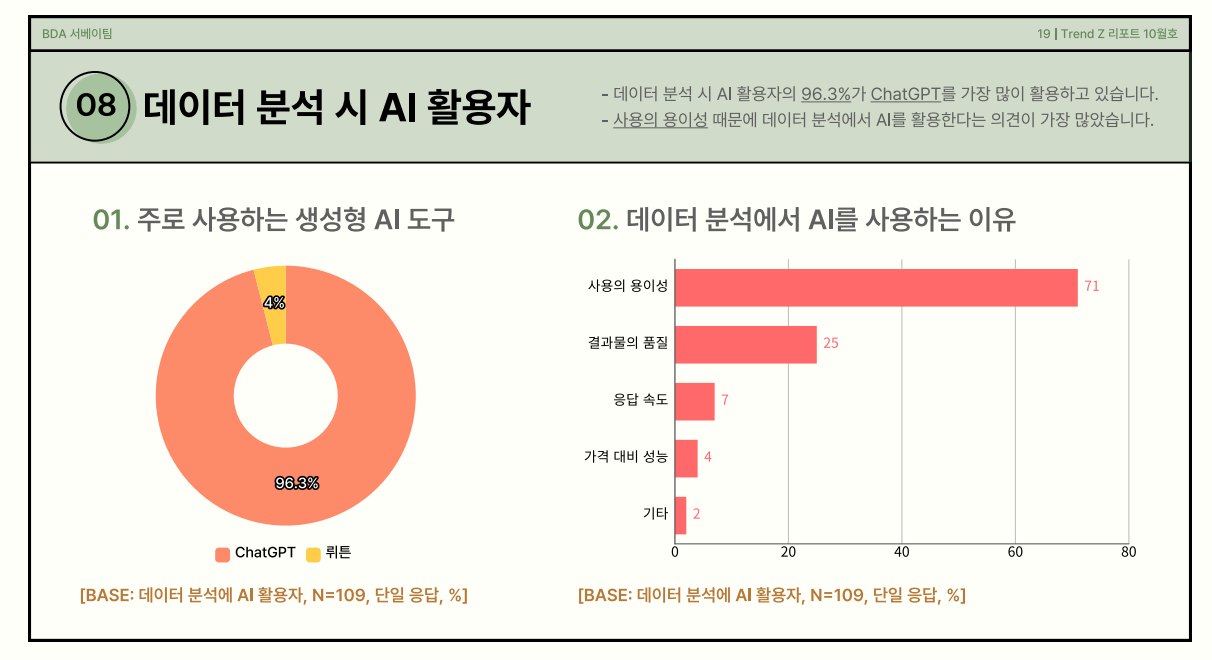 BDA 서베이팀
19 | Trend Z 리포트 10월호
08 데이터 분석 시 AI 활용자
- 데이터 분석 시 AI 활용자의 96.3%가 ChatGPT를 가장 많이 활용하고 있습니다.
- 사용의 용이성 때문에 데이터 분석에서 AI를 활용한다는 의견이 가장 많았습니다.
01. 주로 사용하는 생성형 AI 도구
4%
96.3%
ChatGPT 뤼튼
[BASE: 데이터 분석에 AI 활용자, N=109, 단일 응답, %]
02. 데이터 분석에서 AI를 사용하는 이유
사용의 용이성 71
결과물의 품질 25
응답 속도 7
가격 대비 성능 4
기타 2
0 20 40 60 80
[BASE: 데이터 분석에 AI 활용자, N=109, 단일 응답, %]